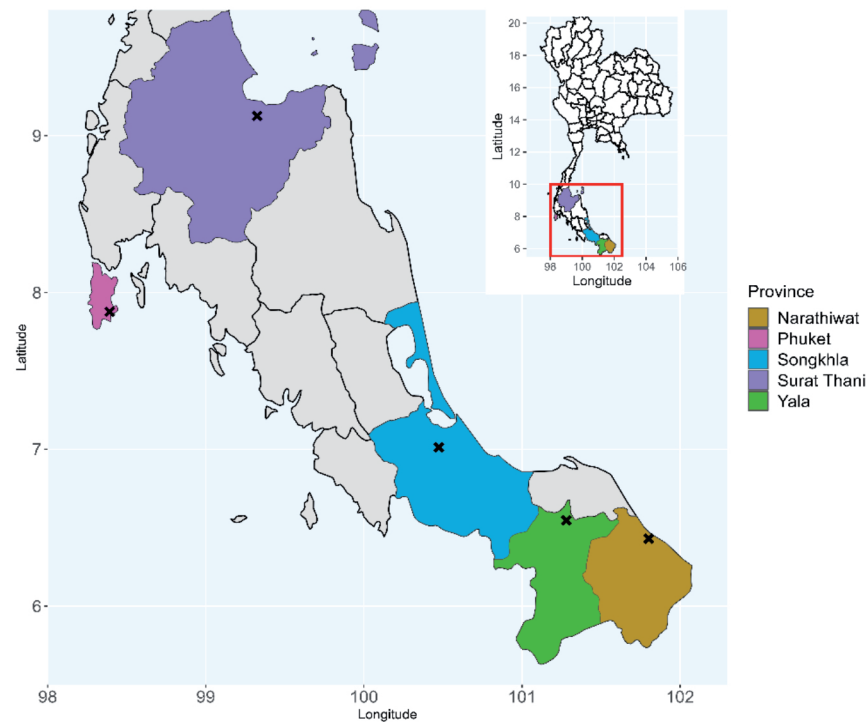 20
18
16
14
12
10
8
6
Latitude
98 100 102 104 106
Longitude
9
8
7
6
Latitude
98 99 100 101 102
Longitude
Province
Narathiwat
Phuket
Songkhla
Surat Thani
Yala